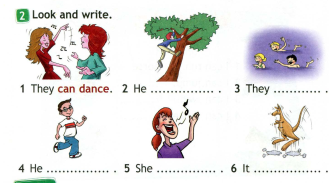 2 Look and write.
1 They can dance. 2 He ................ . 3 They ............ .
4 He ............... . 5 She ............... . 6 It ................... .